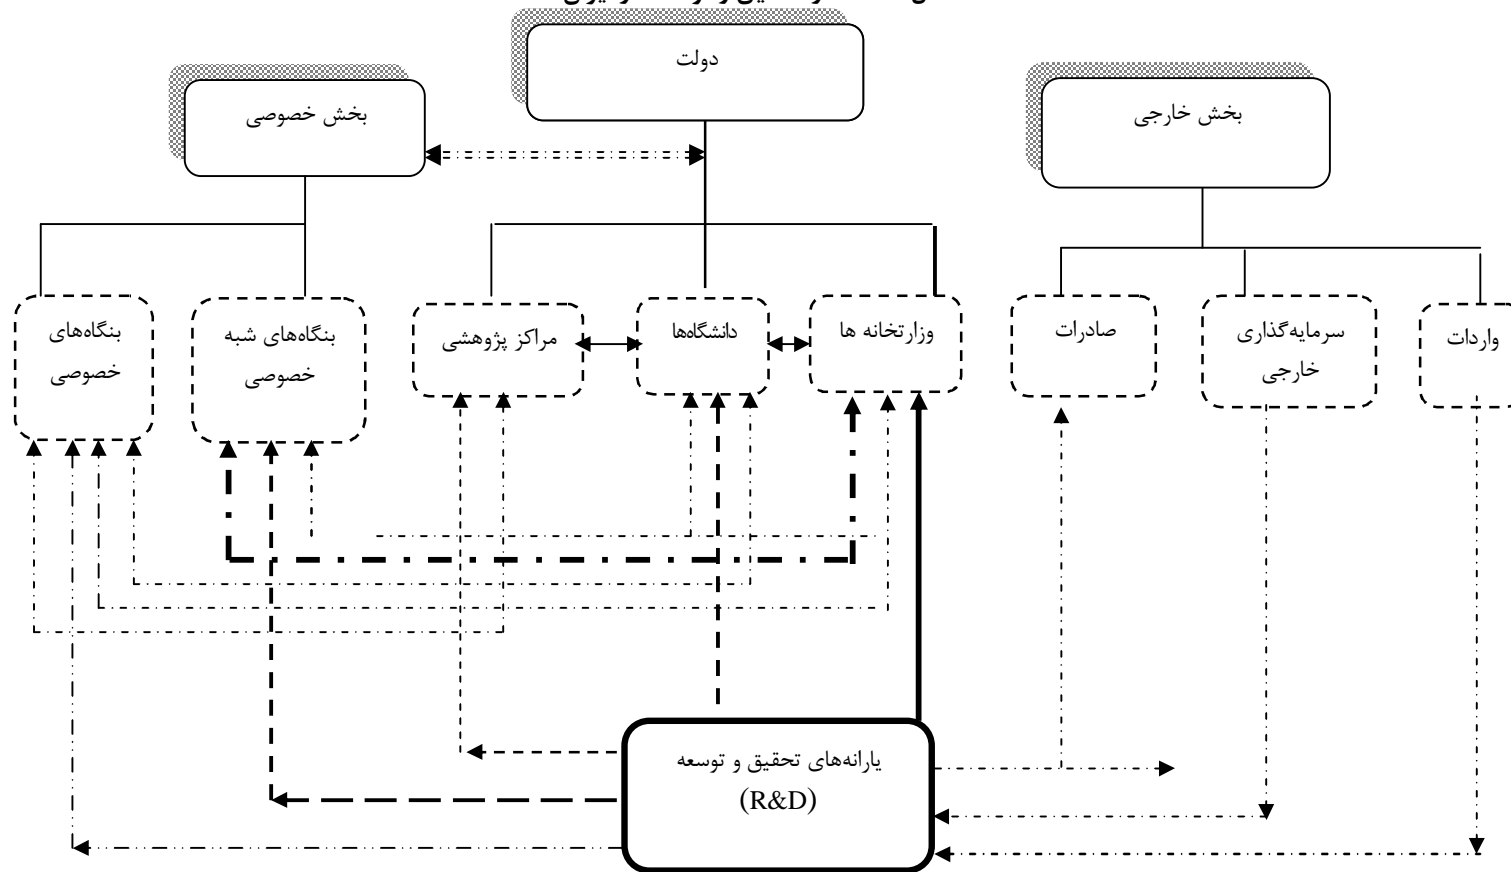 دولت
بخش خارجی
بخش خصوصی
واردات
سرمایه‌گذاری
خارجی
صادرات
وزارتخانه ها
دانشگاه‌ها
مراکز پژوهشی
بنگاه‌های شبه
خصوصی
بنگاه‌های
خصوصی
یارانه‌های تحقیق و توسعه
(R&D)